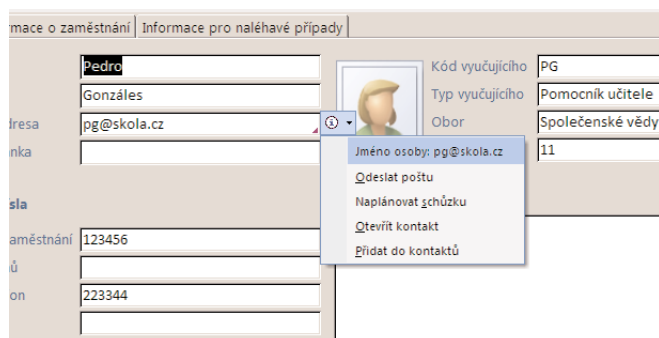 rmace o zaměstnání Informace pro naléhavé případy
Pedro
Kód vyučujícího PG
Gonzáles
Typ vyučujícího Pomocník učitele
dresa pg@skola.cz
Obor Společenské vědy
ánka
11
Jméno osoby: pg@skola.cz
Odeslat poštu
Naplánovat schůzku
Otevřít kontakt
Přidat do kontaktů
sla
aměstnání 123456
ů
on 223344